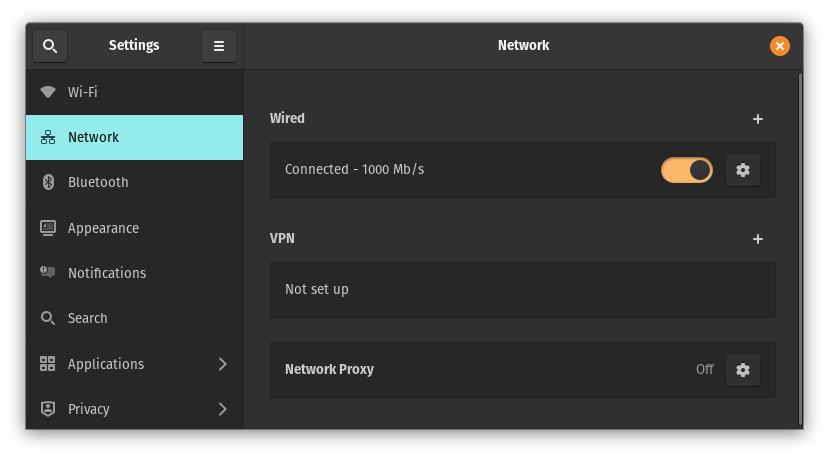 Settings
Network
Wi-Fi
Network
Bluetooth
Appearance
Notifications
Search
Applications
Privacy
Wired
Connected - 1000 Mb/s
VPN
Not set up
Network Proxy
Off